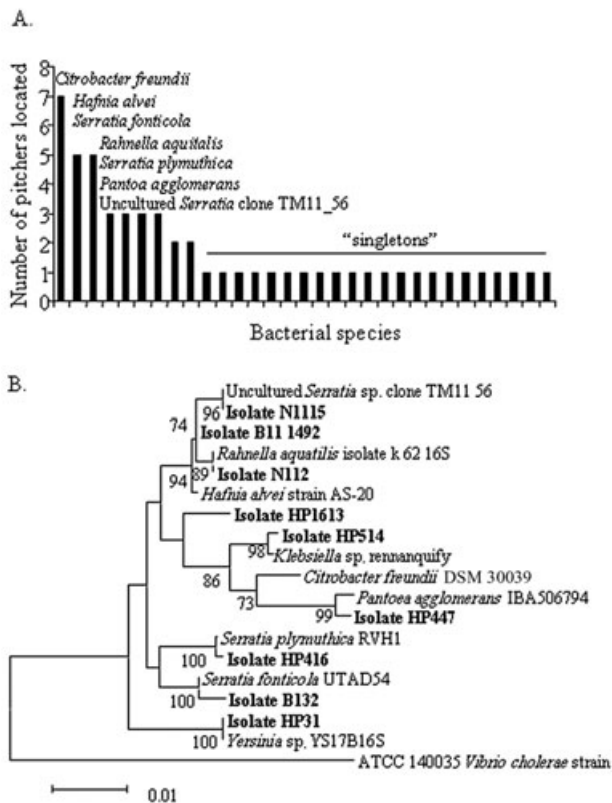 A.
Number of pitchers located
8
7
6
5
4
3
2
1
0
Citrobacter freundii
Hafnia alvei
Serratia fonticola
Rahnella aquitalis
Serratia plymuthica
Pantoa agglomerans
Uncultured Serratia clone TM11_56
“singletons”
Bacterial species
B.
Uncultured Serratia sp. clone TM11 56
96 Isolate N1115
74
Isolate B11 1492
Rahnella aquatilis isolate k 62 16S
89 Isolate N112
94
Hafnia alvei strain AS-20
Isolate HP1613
Isolate HP514
98 Klebsiella sp. rennanquify
86
Citrobacter freundii DSM 30039
73
Pantoea agglomerans IBA506794
99 Isolate HP447
Serratia plymuthica RVH1
100 Isolate HP416
Serratia fonticola UTAD54
100 Isolate B132
Isolate HP31
100 Yersinia sp. YS17B16S
ATCC 140035 Vibrio cholerae strain
0.01